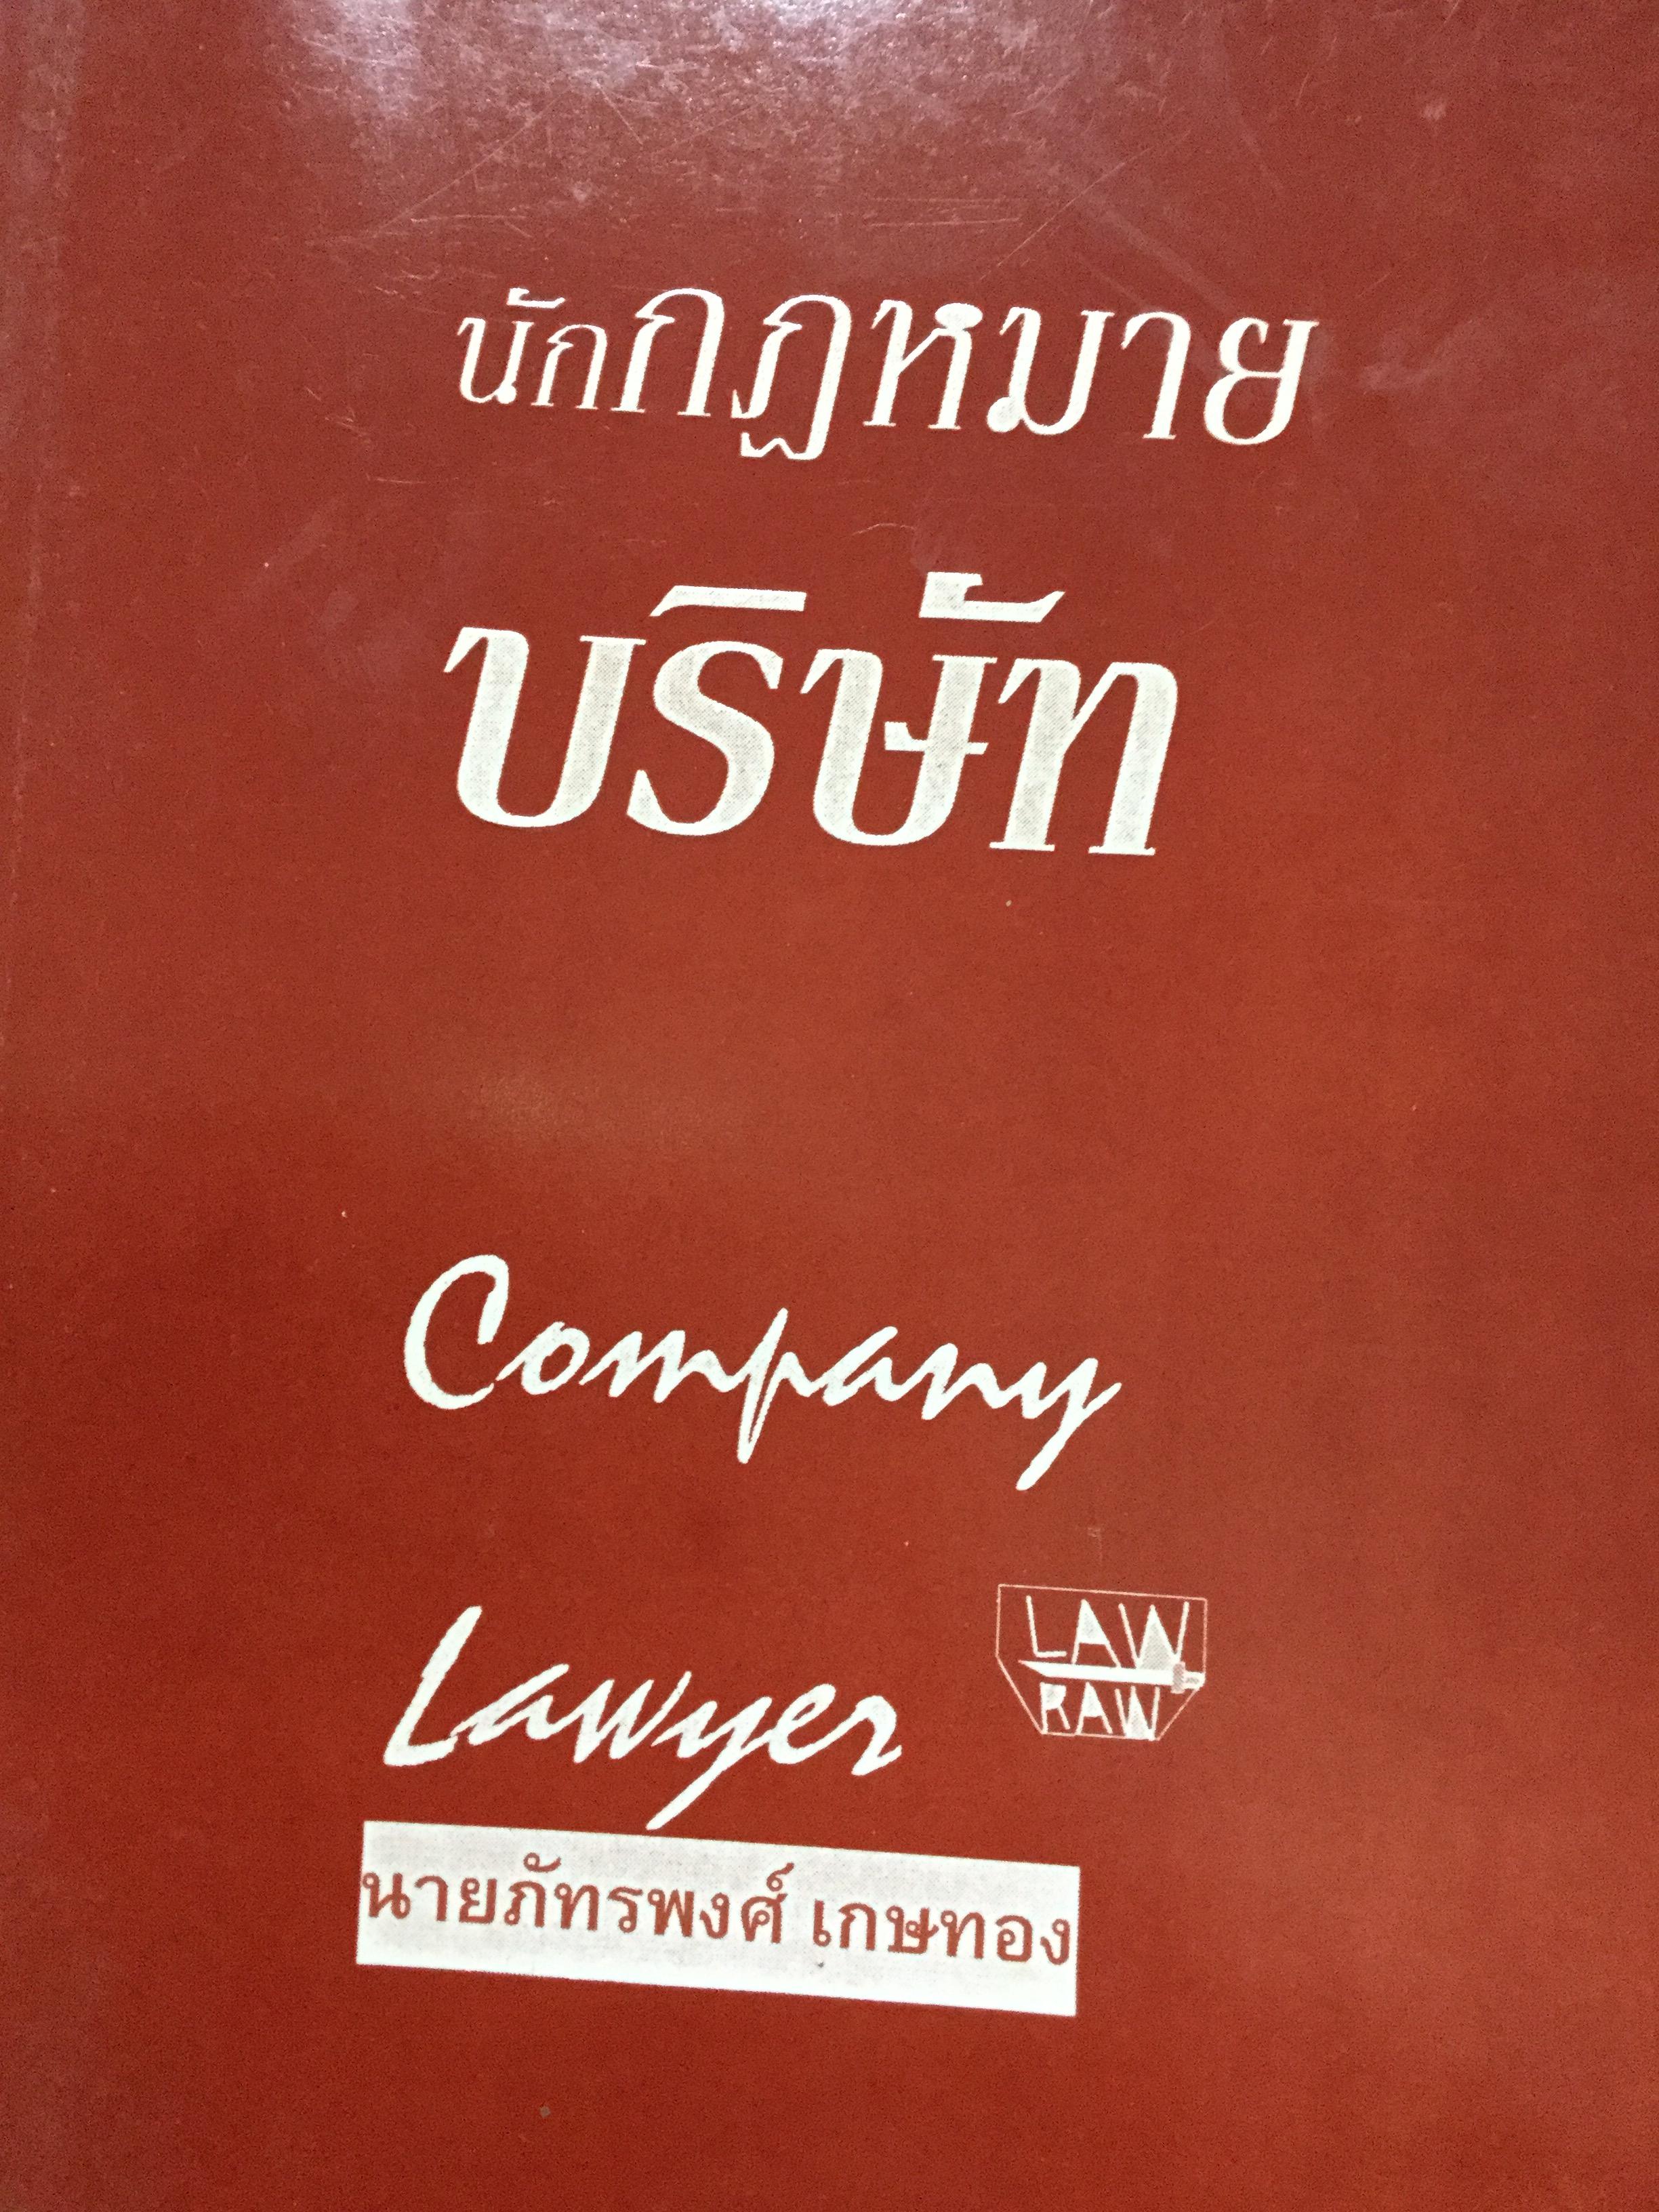 นักกฎหมาย
บริษัท
Company
Lawyer
LAW
RAW
นายภัทรพงศ์ เกษทอง